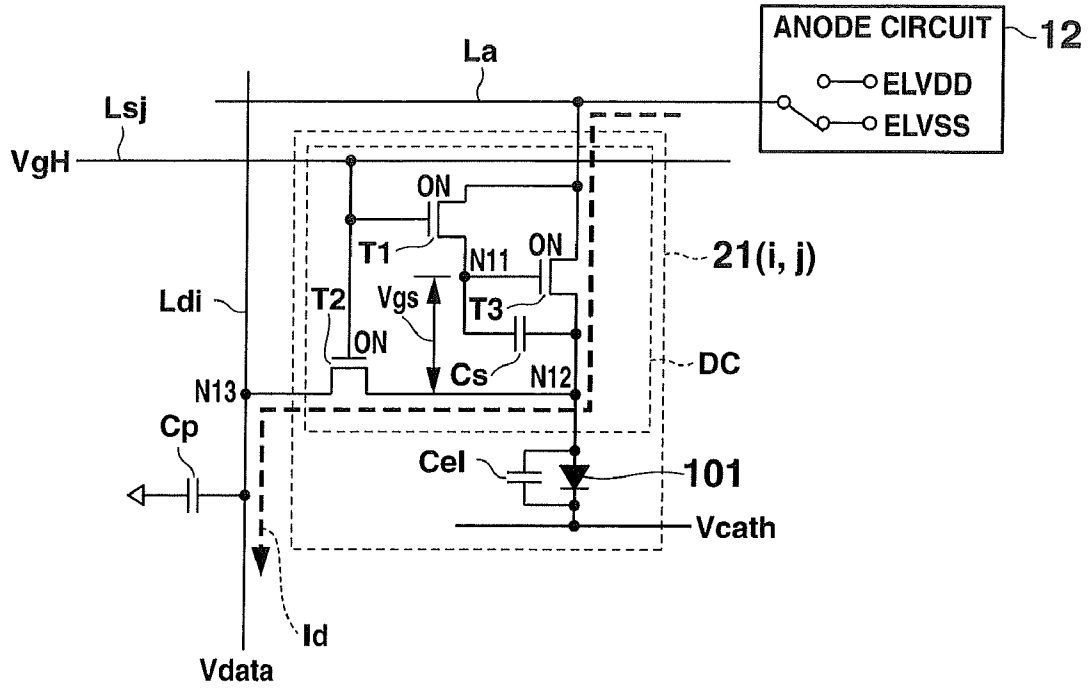 ANODE CIRCUIT
12
ELVDD
ELVSS
La
Lsj
VgH
ON
T1
ON
N11
T3
21(i, j)
Ldi
T2
Vgs
ON
Cs
N12
DC
N13
Cp
Cel
101
Vcath
Id
Vdata